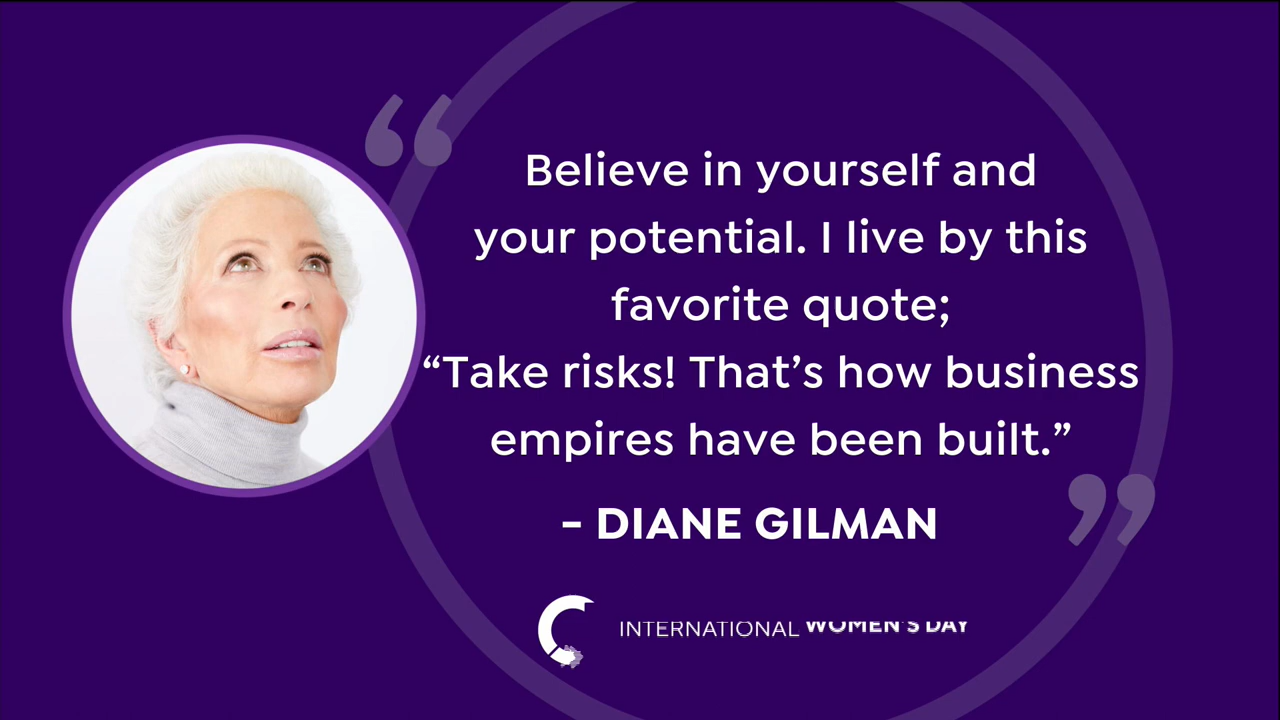 Believe in yourself and
your potential. I live by this
favorite quote;
“Take risks! That’s how business
empires have been built.”
– DIANE GILMAN
INTERNATIONAL WOMEN'S DAY